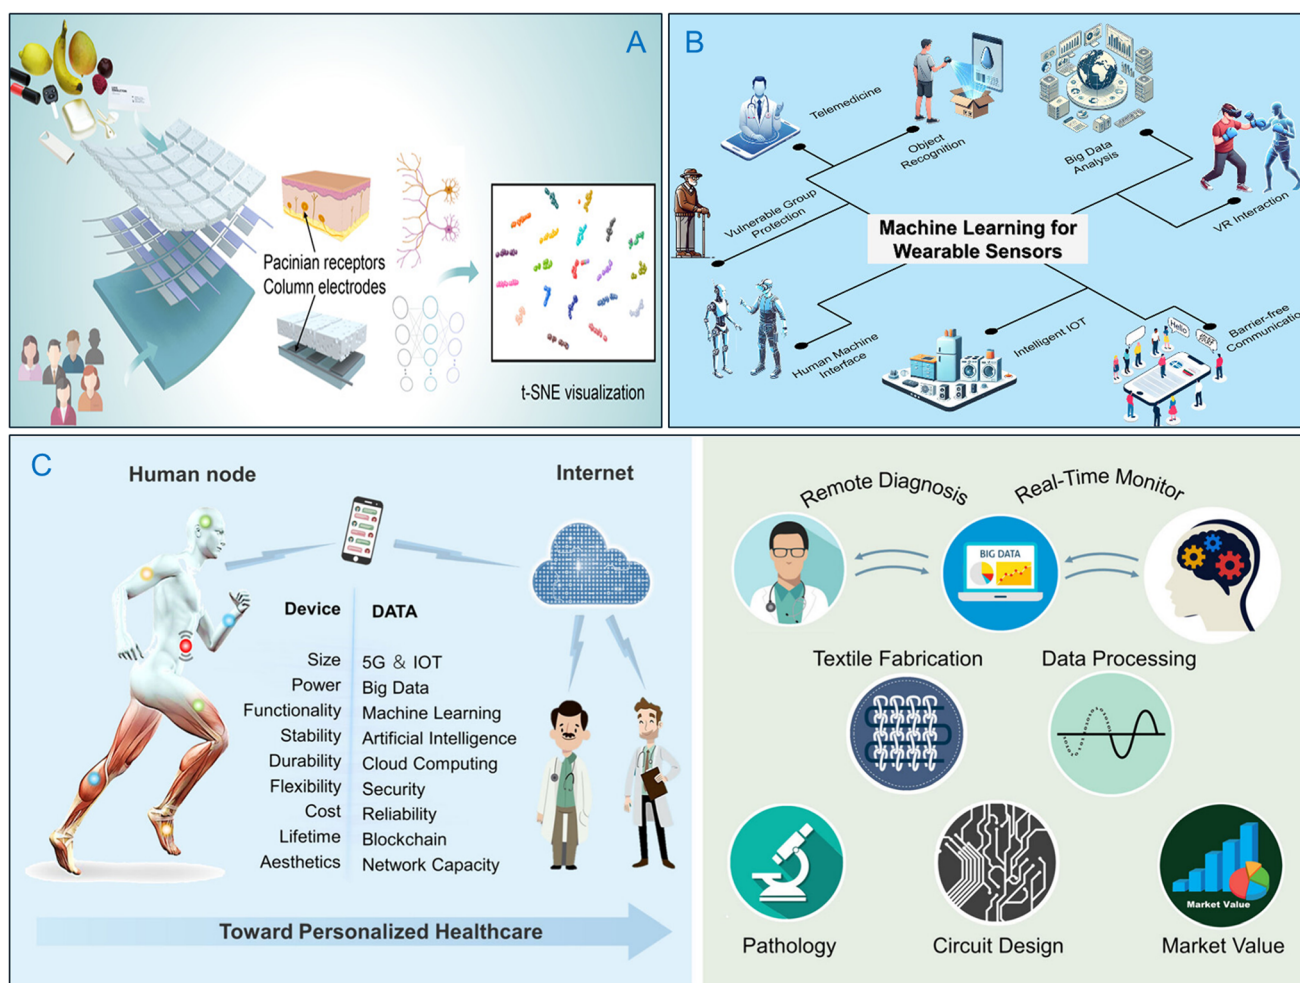 A
Pacinian receptors
Column electrodes
t-SNE visualization
B
Telemedicine
Object
Recognition
Big Data
Analysis
VR Interaction
Vulnerable Group
Protection
Machine Learning for
Wearable Sensors
Human Machine
Interface
Intelligent IOT
Hello
Barrier-free
Communication
C
Human node
Internet
Device
DATA
Size
5G & IOT
Power
Big Data
Functionality
Machine Learning
Stability
Artificial Intelligence
Durability
Cloud Computing
Flexibility
Security
Cost
Reliability
Lifetime
Blockchain
Aesthetics
Network Capacity
Toward Personalized Healthcare
Remote Diagnosis
Real-Time Monitor
BIG DATA
Textile Fabrication
Data Processing
Market Value
Pathology
Circuit Design
Market Value